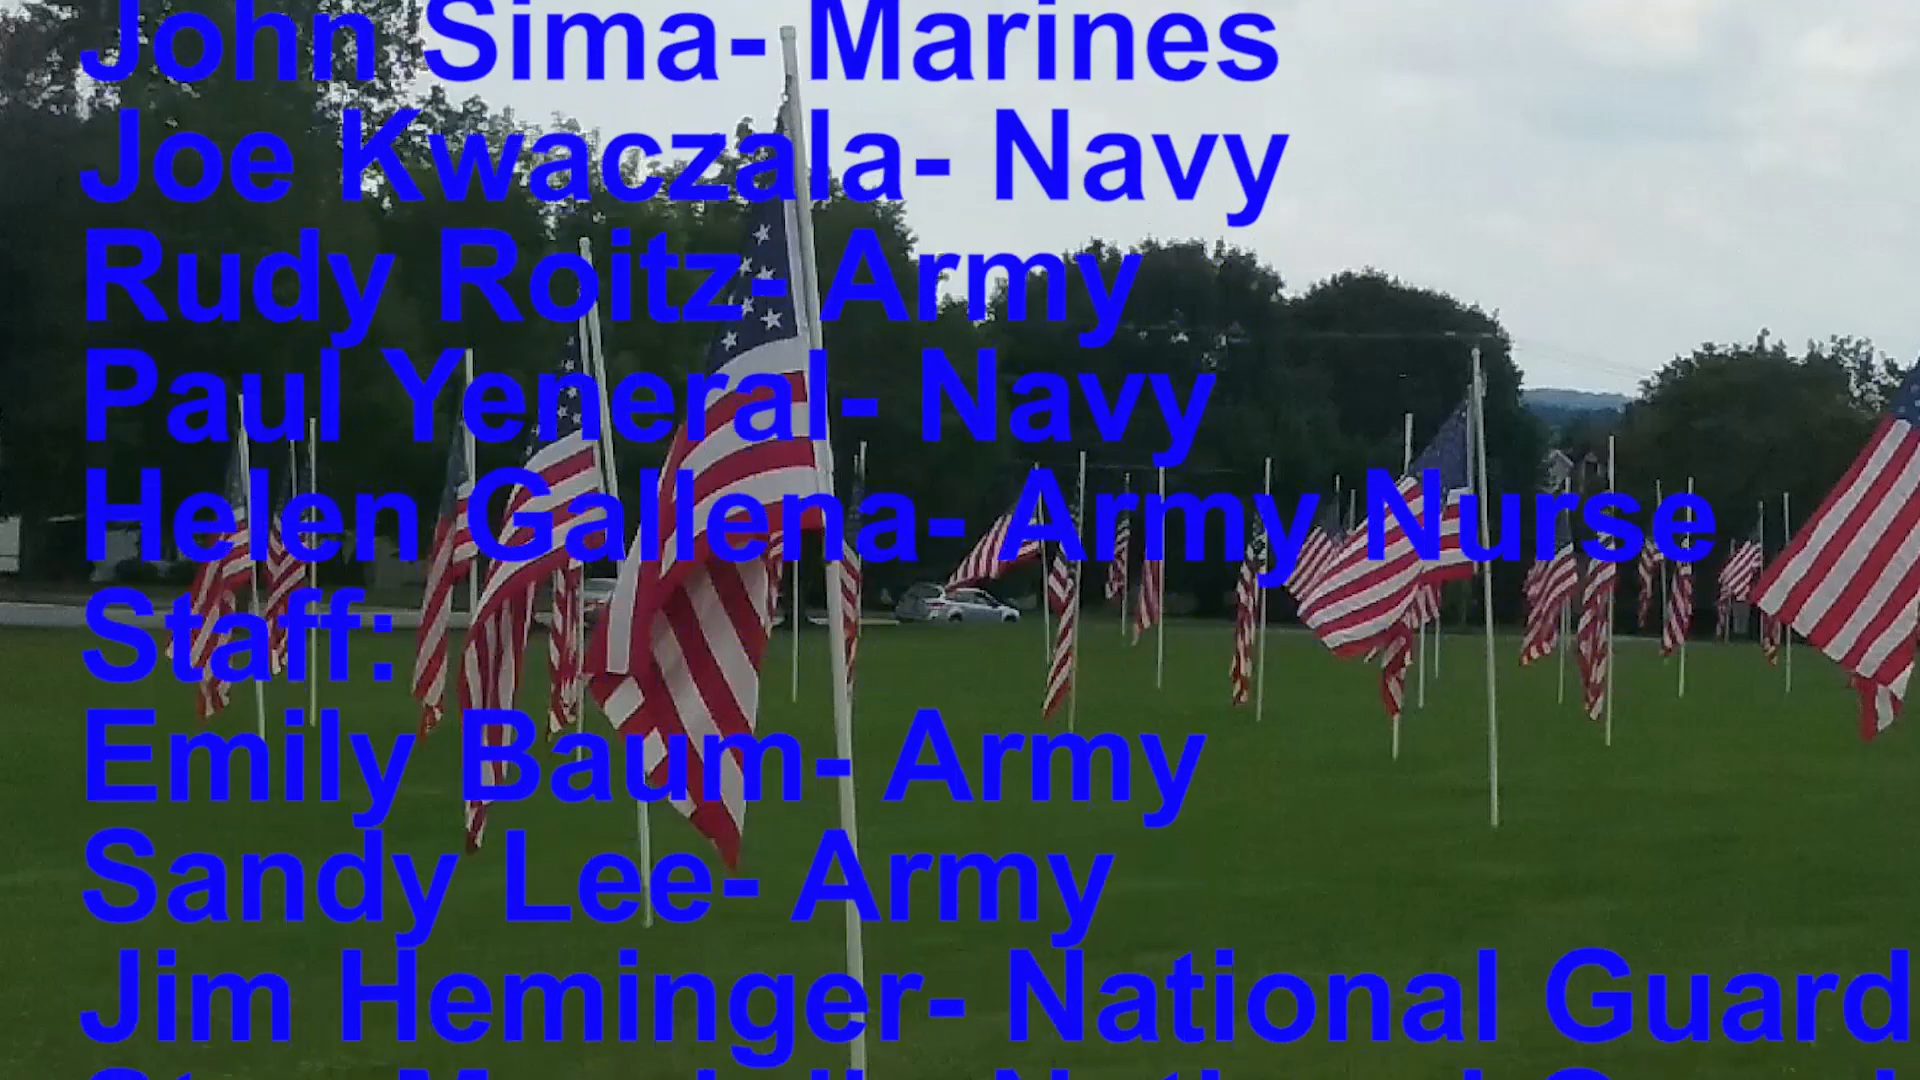 John Sima- Marines
Joe Kwaczala- Navy
Rudy Roitz- Army
Paul Yeneral- Navy
Helen Gallena- Army Nurse
Staff:
Emily Baum- Army
Sandy Lee- Army
Jim Heminger- National Guard